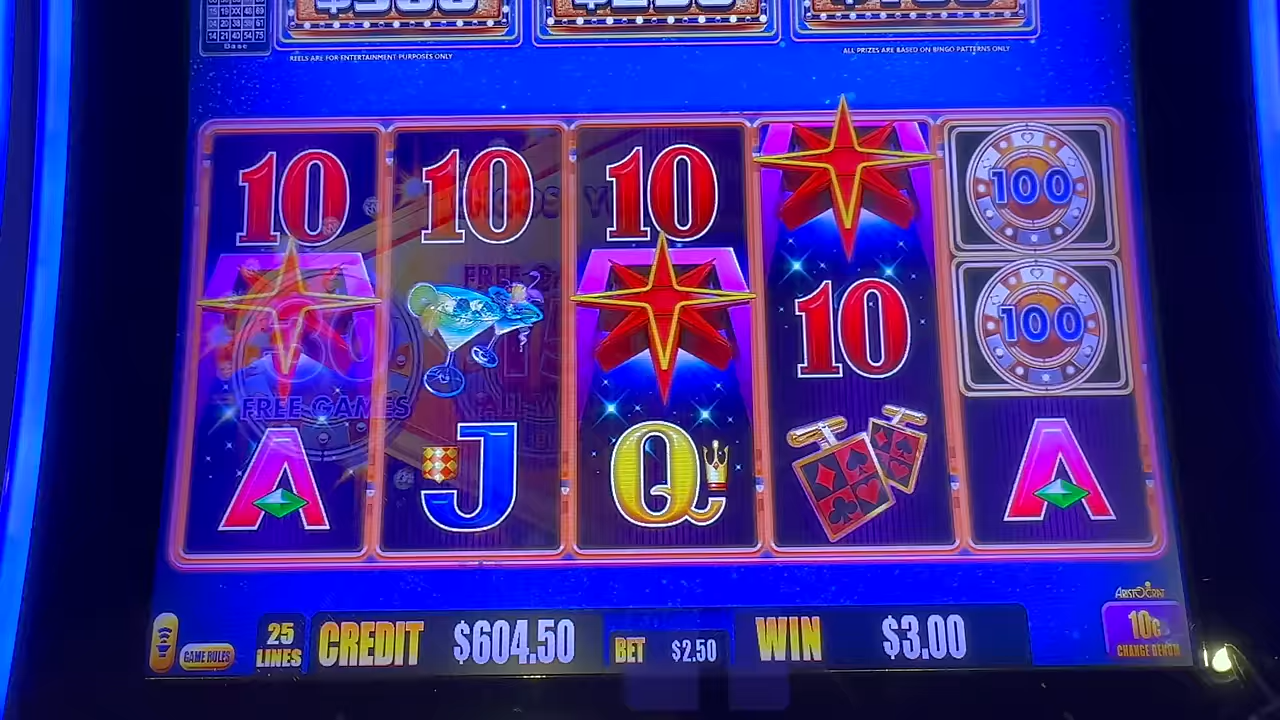 Base
REELS ARE FOR ENTERTAINMENT PURPOSES ONLY
ALL PRIZES ARE BASED ON BINGO PATTERNS ONLY
10 10 10 100
10 100
FREE GAMES
A J Q A
ARISTOCRAT
GAME RULES
25 LINES
CREDIT $604.50
BET $2.50
WIN $3.00
10¢
CHANGE DENOM